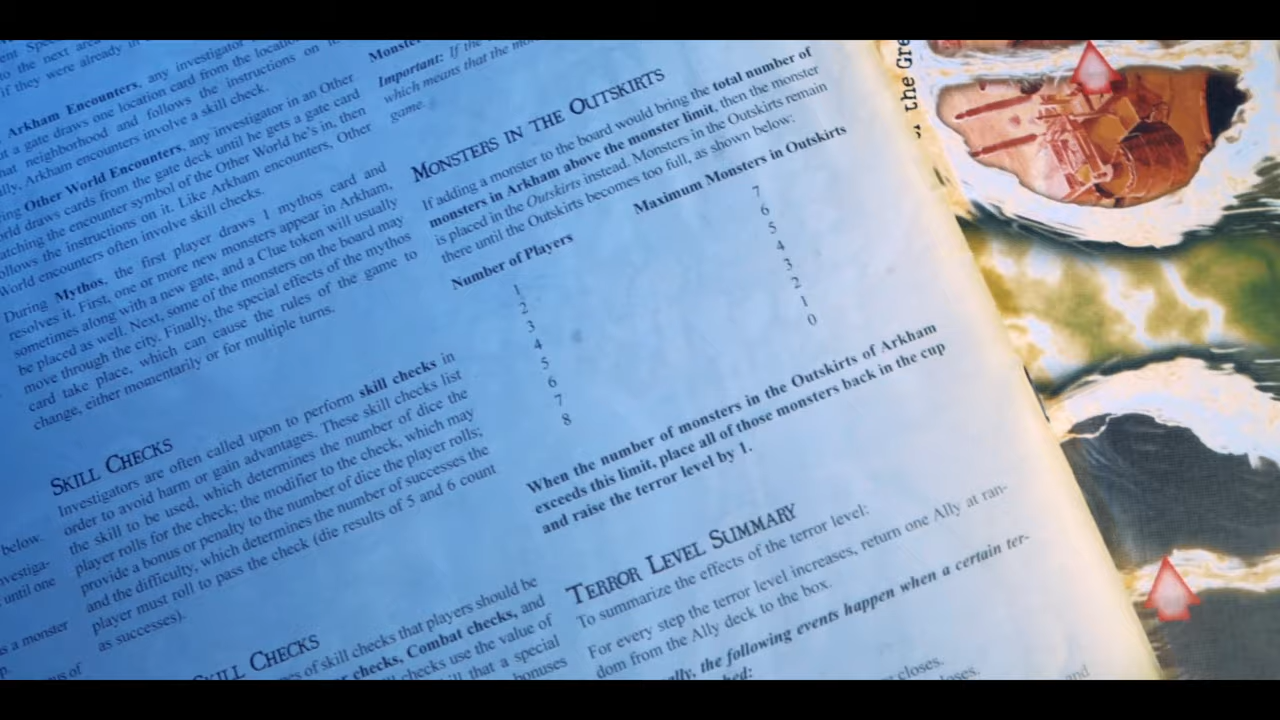 to the next area
if they were already in
Arkham Encounters, any investigator
a gate draws one location card from the location
neighborhood and follows the instructions on
Arkham encounters involve a skill check.
Other World Encounters, any investigator in an Other
draws cards from the gate deck until he gets a gate card
the encounter symbol of the Other World he's in, then
follows the instructions on it. Like Arkham encounters, Other
World encounters often involve skill checks.
During Mythos, the first player draws 1 mythos card and
resolves it. First, one or more new monsters appear in Arkham,
sometimes along with a new gate, and a Clue token will usually
be placed as well. Next, some of the monsters on the board may
move through the city. Finally, the special effects of the mythos
card take place, which can cause the rules of the game to
change, either momentarily or for multiple turns.
SKILL CHECKS
Investigators are often called upon to perform skill checks in
order to avoid harm or gain advantages. These skill checks list
the skill to be used, which determines the number of dice the
player rolls for the check; the modifier to the check, which may
provide a bonus or penalty to the number of dice the player rolls;
and the difficulty, which determines the number of successes the
player must roll to pass the check (die results of 5 and 6 count
as successes).
below.
until one
a monster
SKILL CHECKS
of skill checks that players should be
checks, Combat checks, and
checks use the value of
that a special
bonuses
Important: If the
which means that the
game.
MONSTERS IN THE OUTSKIRTS
If adding a monster to the board would bring the total number of
monsters in Arkham above the monster limit, then the monster
is placed in the Outskirts instead. Monsters in the Outskirts remain
there until the Outskirts becomes too full, as shown below:
Number of Players Maximum Monsters in Outskirts
1 7
2 6
3 5
4 4
5 3
6 2
7 1
8 0
When the number of monsters in the Outskirts of Arkham
exceeds this limit, place all of those monsters back in the cup
and raise the terror level by 1.
TERROR LEVEL SUMMARY
To summarize the effects of the terror level:
For every step the terror level increases, return one Ally at ran-
dom from the Ally deck to the box.
the following events happen when a certain ter-
closes.
and
the Gre